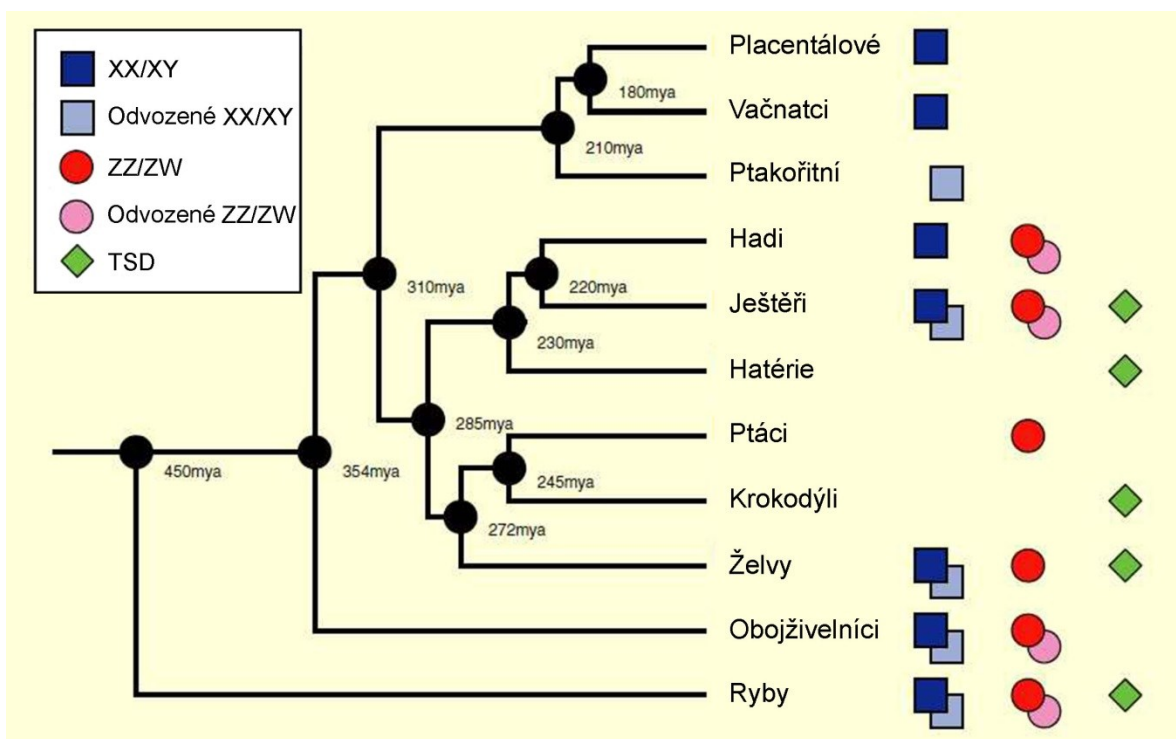 XX/XY
Odvozené XX/XY
ZZ/ZW
Odvozené ZZ/ZW
TSD
Placentálové
180mya
Vačnatci
210mya
Ptakořitní
Hadi
310mya
220mya
Ještěři
230mya
Hatérie
285mya
Ptáci
450mya
354mya
245mya
Krokodýli
272mya
Želvy
Obojživelníci
Ryby